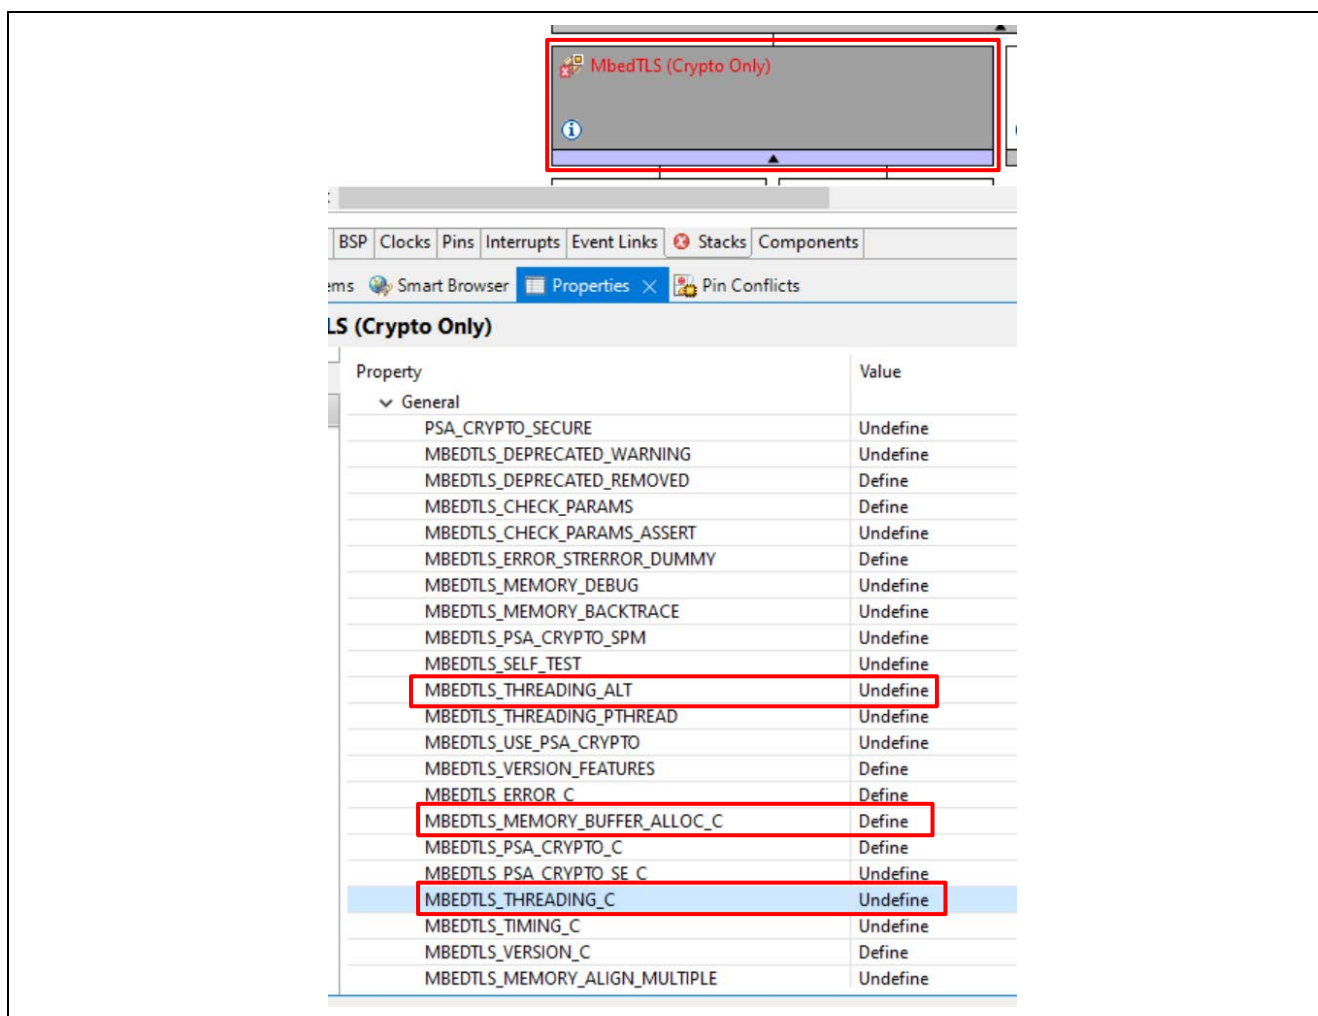 MbedTLS (Crypto Only)
BSP Clocks Pins Interrupts Event Links Stacks Components
ems Smart Browser Properties Pin Conflicts
LS (Crypto Only)
Property Value
General
PSA_CRYPTO_SECURE Undefine
MBEDTLS_DEPRECATED_WARNING Undefine
MBEDTLS_DEPRECATED_REMOVED Define
MBEDTLS_CHECK_PARAMS Define
MBEDTLS_CHECK_PARAMS_ASSERT Undefine
MBEDTLS_ERROR_STRERROR_DUMMY Define
MBEDTLS_MEMORY_DEBUG Undefine
MBEDTLS_MEMORY_BACKTRACE Undefine
MBEDTLS_PSA_CRYPTO_SPM Undefine
MBEDTLS_SELF_TEST Undefine
MBEDTLS_THREADING_ALT Undefine
MBEDTLS_THREADING_PTHREAD Undefine
MBEDTLS_USE_PSA_CRYPTO Undefine
MBEDTLS_VERSION_FEATURES Define
MBEDTLS_ERROR_C Define
MBEDTLS_MEMORY_BUFFER_ALLOC_C Define
MBEDTLS_PSA_CRYPTO_C Define
MBEDTLS_PSA_CRYPTO_SE_C Undefine
MBEDTLS_THREADING_C Undefine
MBEDTLS_TIMING_C Undefine
MBEDTLS_VERSION_C Define
MBEDTLS_MEMORY_ALIGN_MULTIPLE Undefine